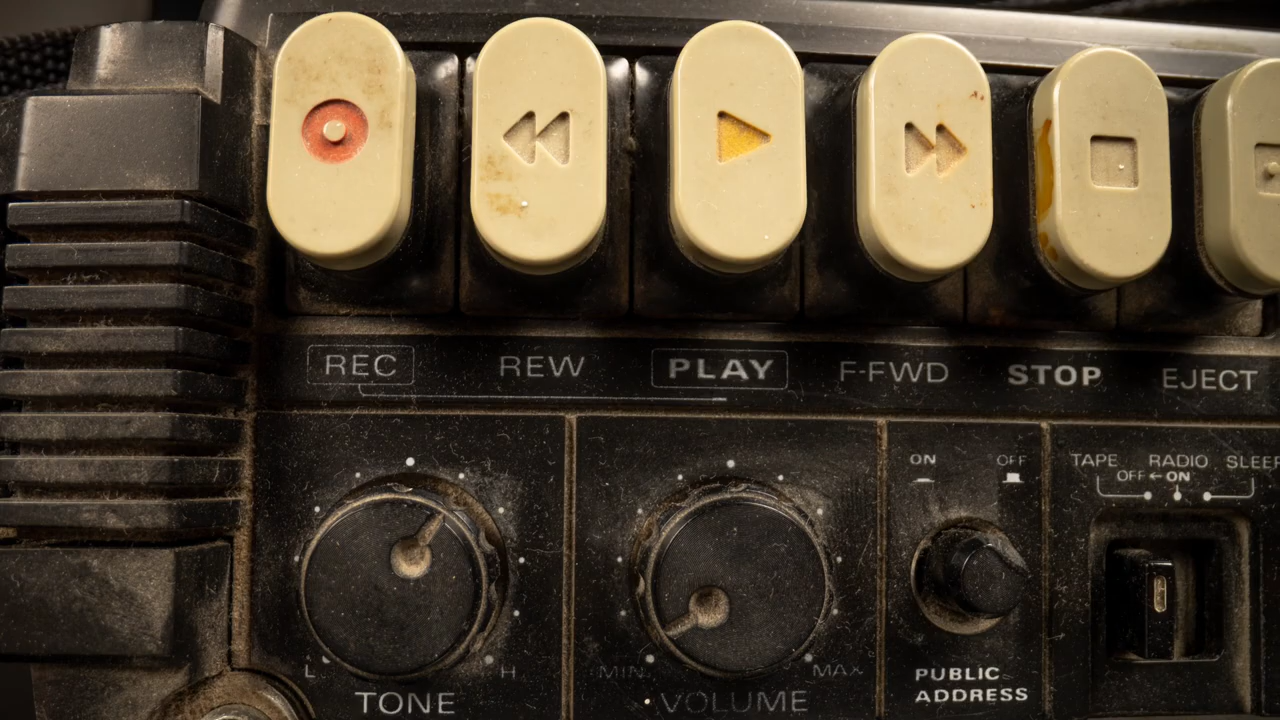 REC REW PLAY F-FWD STOP EJECT
ON OFF
TAPE RADIO SLEEP
OFF ← ON
L H
MIN MAX
TONE VOLUME
PUBLIC
ADDRESS